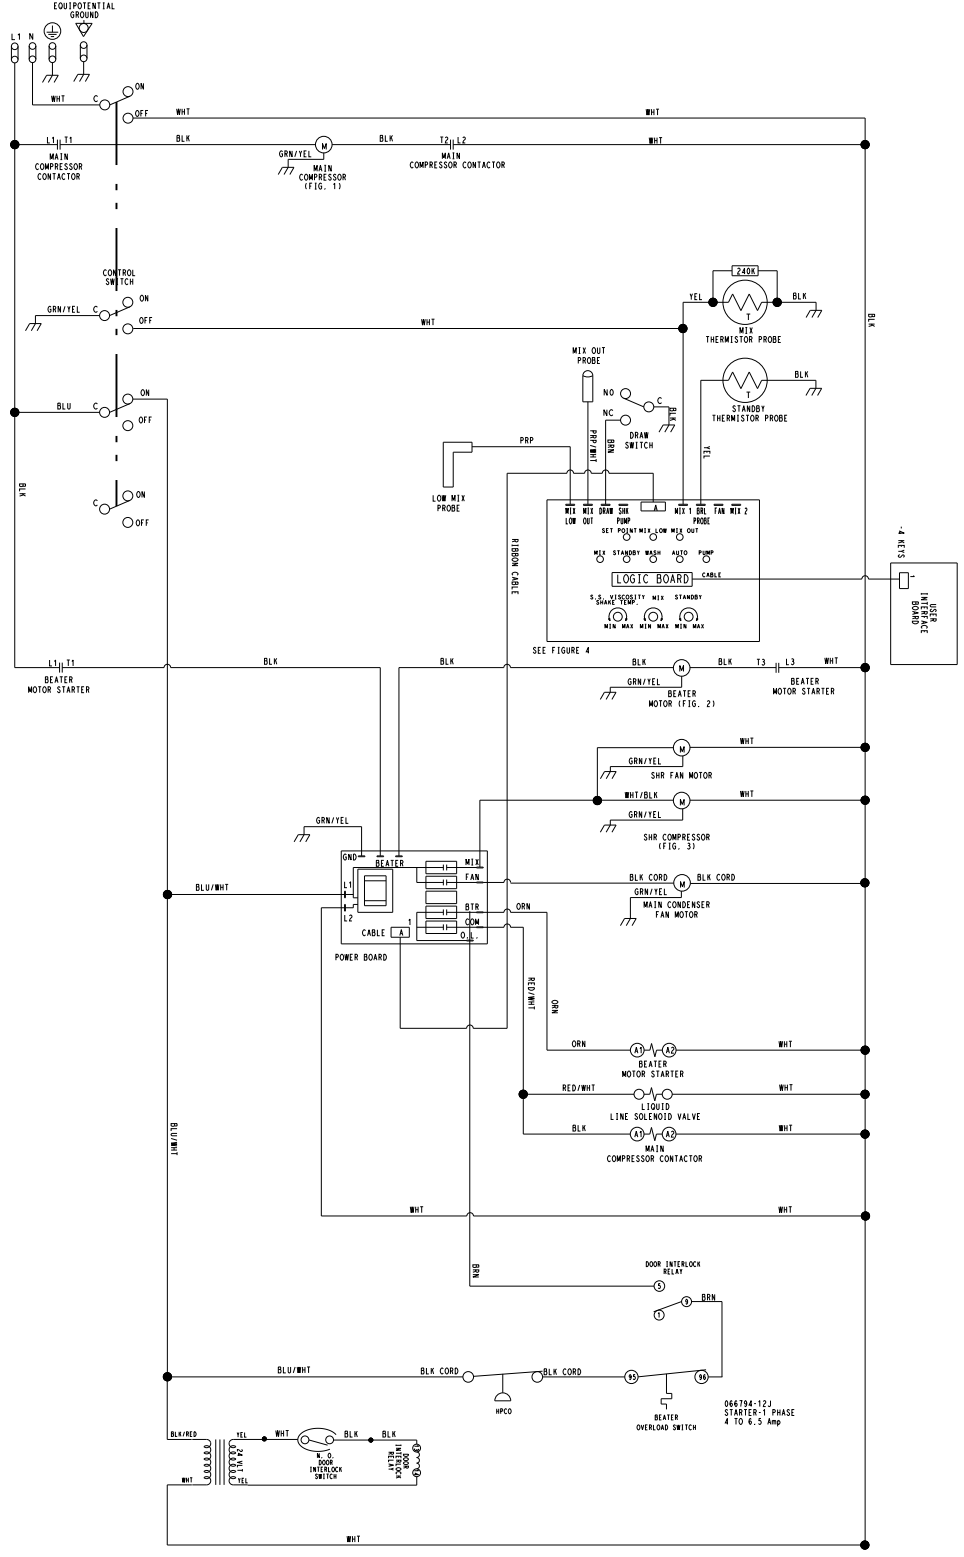 EQUIPOTENTIAL
GROUND
L1 N
ON
WHT
C
OFF
WHT
WHT
L1 T1
BLK
M
BLK
T2 L2
WHT
GRN/YEL
MAIN
COMPRESSOR
CONTACTOR
MAIN
COMPRESSOR
(FIG. 1)
MAIN
COMPRESSOR CONTACTOR
CONTROL
SWITCH
240K
YEL
BLK
T
MIX
THERMISTOR PROBE
GRN/YEL
C
ON
OFF
WHT
BLK
MIX OUT
PROBE
BLK
T
STANDBY
THERMISTOR PROBE
NO
C
NC
BLK
DRAW
SWITCH
BLU
C
ON
OFF
PRP
PRP/WHT
BRN
YEL
LOW MIX
PROBE
BLK
C
ON
OFF
RIBBON CABLE
A
MIX
LOW
MIX
OUT
DRAW
SHK
PUMP
MIX 1
BRL
PROBE
FAN
MIX 2
SET POINT MIX LOW MIX OUT
MIX STANDBY WASH AUTO PUMP
LOGIC BOARD
CABLE
S.S. VISCOSITY MIX STANDBY
SHAKE TEMP.
MIN MAX MIN MAX MIN MAX
SEE FIGURE 4
-4 KEYS
1
USER
INTERFACE
BOARD
L1 T1
BLK
BLK
BLK
M
BLK
T3 L3
WHT
BEATER
MOTOR STARTER
GRN/YEL
BEATER
MOTOR (FIG. 2)
BEATER
MOTOR STARTER
M
WHT
GRN/YEL
SHR FAN MOTOR
WHT/BLK
M
WHT
GRN/YEL
SHR COMPRESSOR
(FIG. 3)
GRN/YEL
GND
BEATER
MIX
FAN
BTR
COM
O.L.
L1
L2
CABLE
A
1
POWER BOARD
BLU/WHT
BLK CORD
M
BLK CORD
GRN/YEL
MAIN CONDENSER
FAN MOTOR
ORN
RED/WHT
ORN
ORN
A1 A2
WHT
BEATER
MOTOR STARTER
RED/WHT
WHT
LIQUID
LINE SOLENOID VALVE
BLK
A1 A2
WHT
MAIN
COMPRESSOR CONTACTOR
BLU/WHT
WHT
WHT
BRN
DOOR INTERLOCK
RELAY
5
9
BRN
1
BLU/WHT
BLK CORD
BLK CORD
95
96
HPCO
BEATER
OVERLOAD SWITCH
066794-12J
STARTER-1 PHASE
4 TO 6.5 Amp
BLK/RED
YEL
WHT
BLK
BLK
24 VLT
N. O.
DOOR
INTERLOCK
SWITCH
DOOR
INTERLOCK
RELAY
13
14
WHT
YEL
WHT